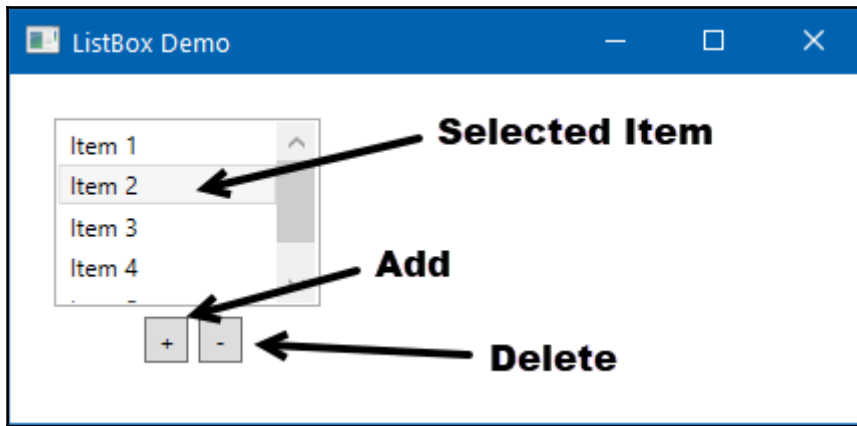 ListBox Demo
Item 1
Selected Item
Item 2
Item 3
Item 4
Add
+ -
Delete